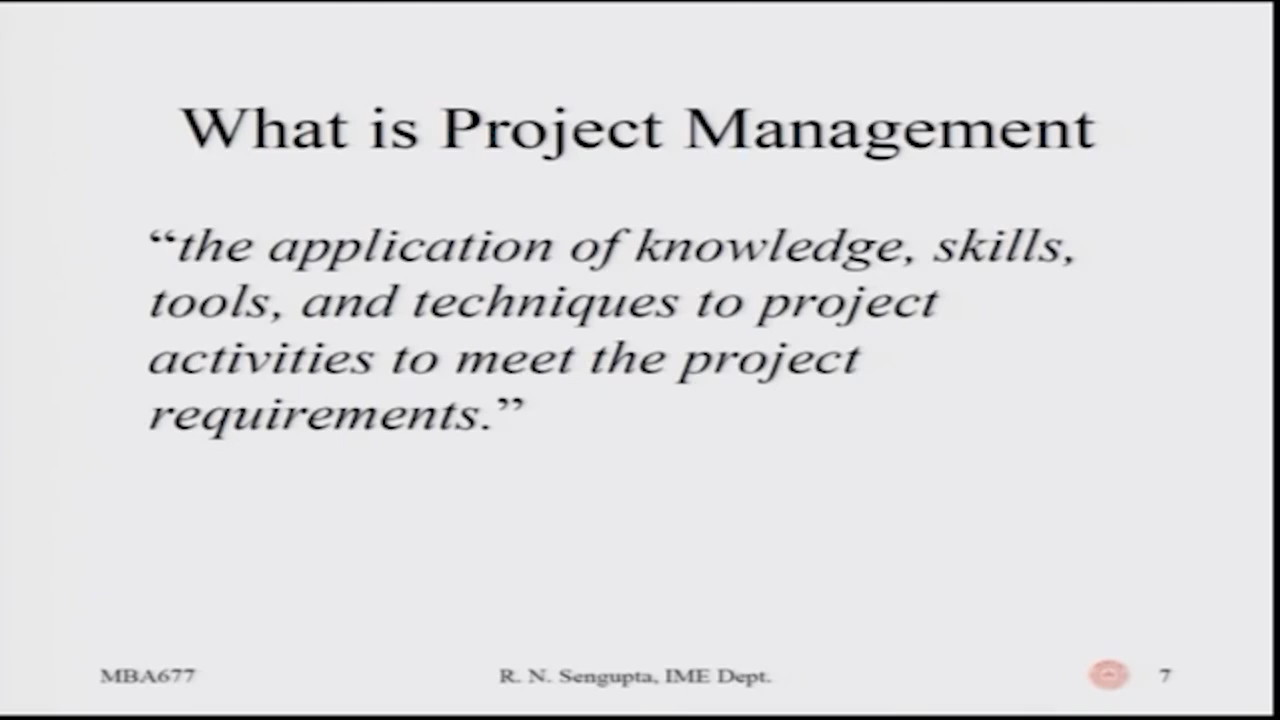 What is Project Management
“the application of knowledge, skills,
tools, and techniques to project
activities to meet the project
requirements.”
MBA677
R. N. Sengupta, IME Dept.
7